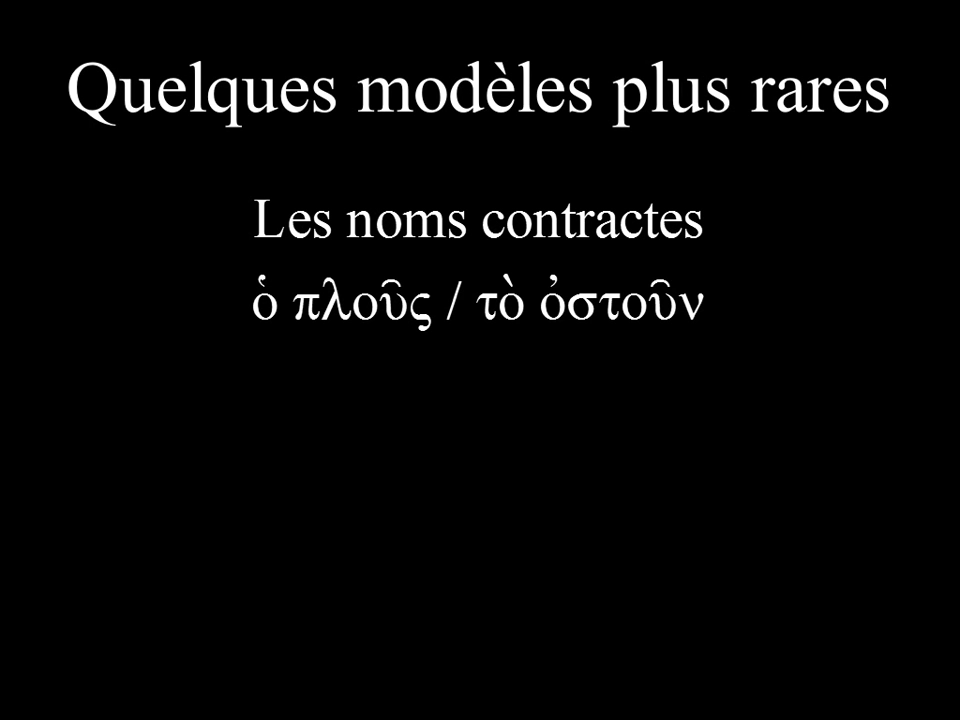 Quelques modèles plus rares
Les noms contractes
ὁ πλοῦς / τὸ ὀστοῦν